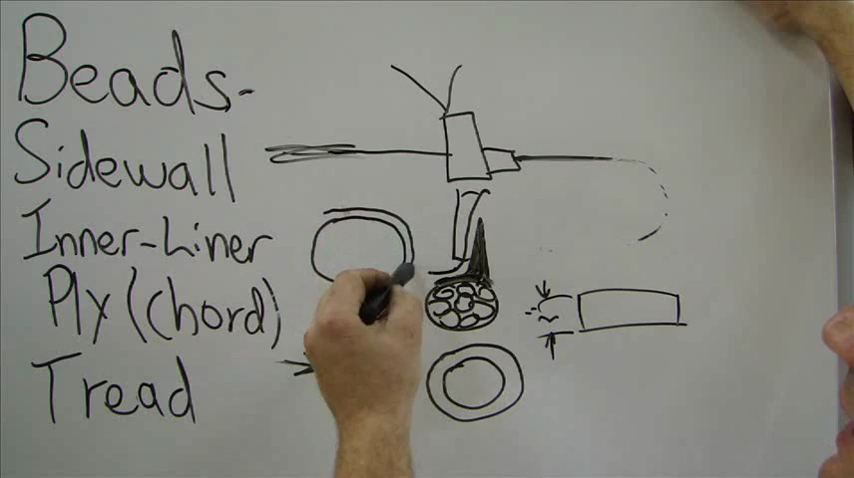 Beads-
Sidewall
Inner-Liner
Ply (Chord)
Tread